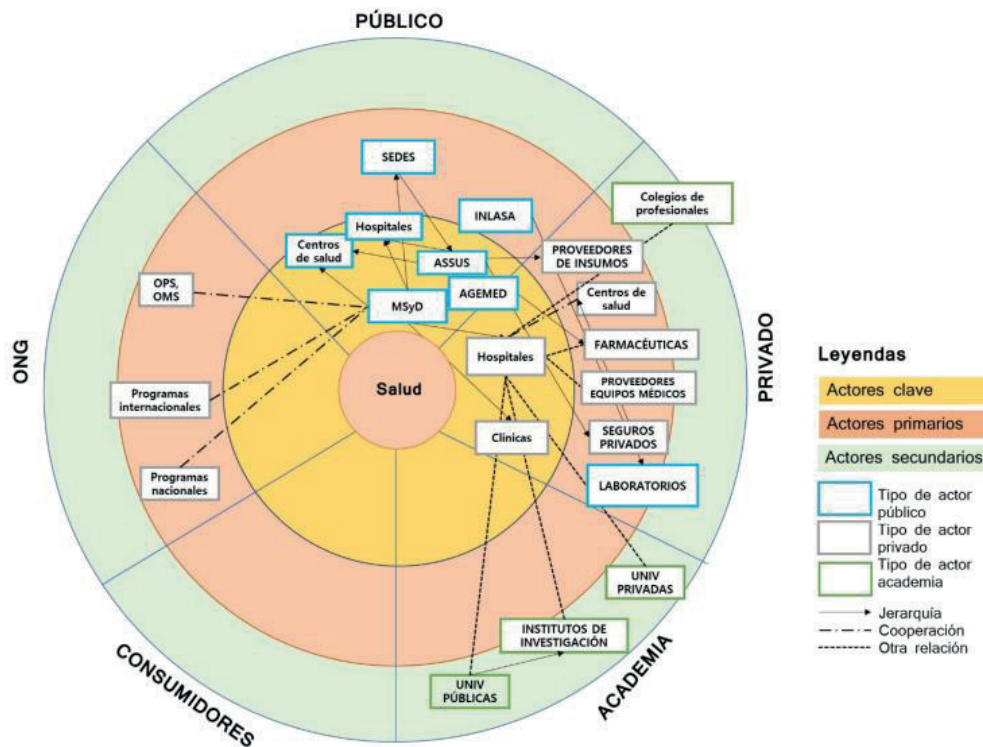 PÚBLICO
SEDES
INLASA
Colegios de
profesionales
Hospitales
Centros
de salud
ASSUS
PROVEEDORES
DE INSUMOS
OPS,
OMS
MSyD
AGEMED
Centros de
salud
ONG
PRIVADO
Hospitales
FARMACÉUTICAS
Salud
Programas
internacionales
PROVEEDORES
EQUIPOS MÉDICOS
Clínicas
SEGUROS
PRIVADOS
Programas
nacionales
LABORATORIOS
UNIV
PRIVADAS
INSTITUTOS DE
INVESTIGACIÓN
UNIV
PÚBLICAS
CONSUMIDORES
ACADEMIA
Leyendas
Actores clave
Actores primarios
Actores secundarios
Tipo de actor
público
Tipo de actor
privado
Tipo de actor
academia
Jerarquía
Cooperación
Otra relación